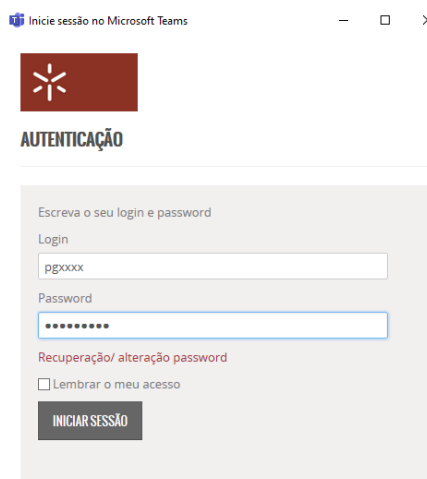 Inicie sessão no Microsoft Teams
AUTENTICAÇÃO
Escreva o seu login e password
Login
pgxxxx
Password
•••••••••
Recuperação/ alteração password
Lembrar o meu acesso
INICIAR SESSÃO